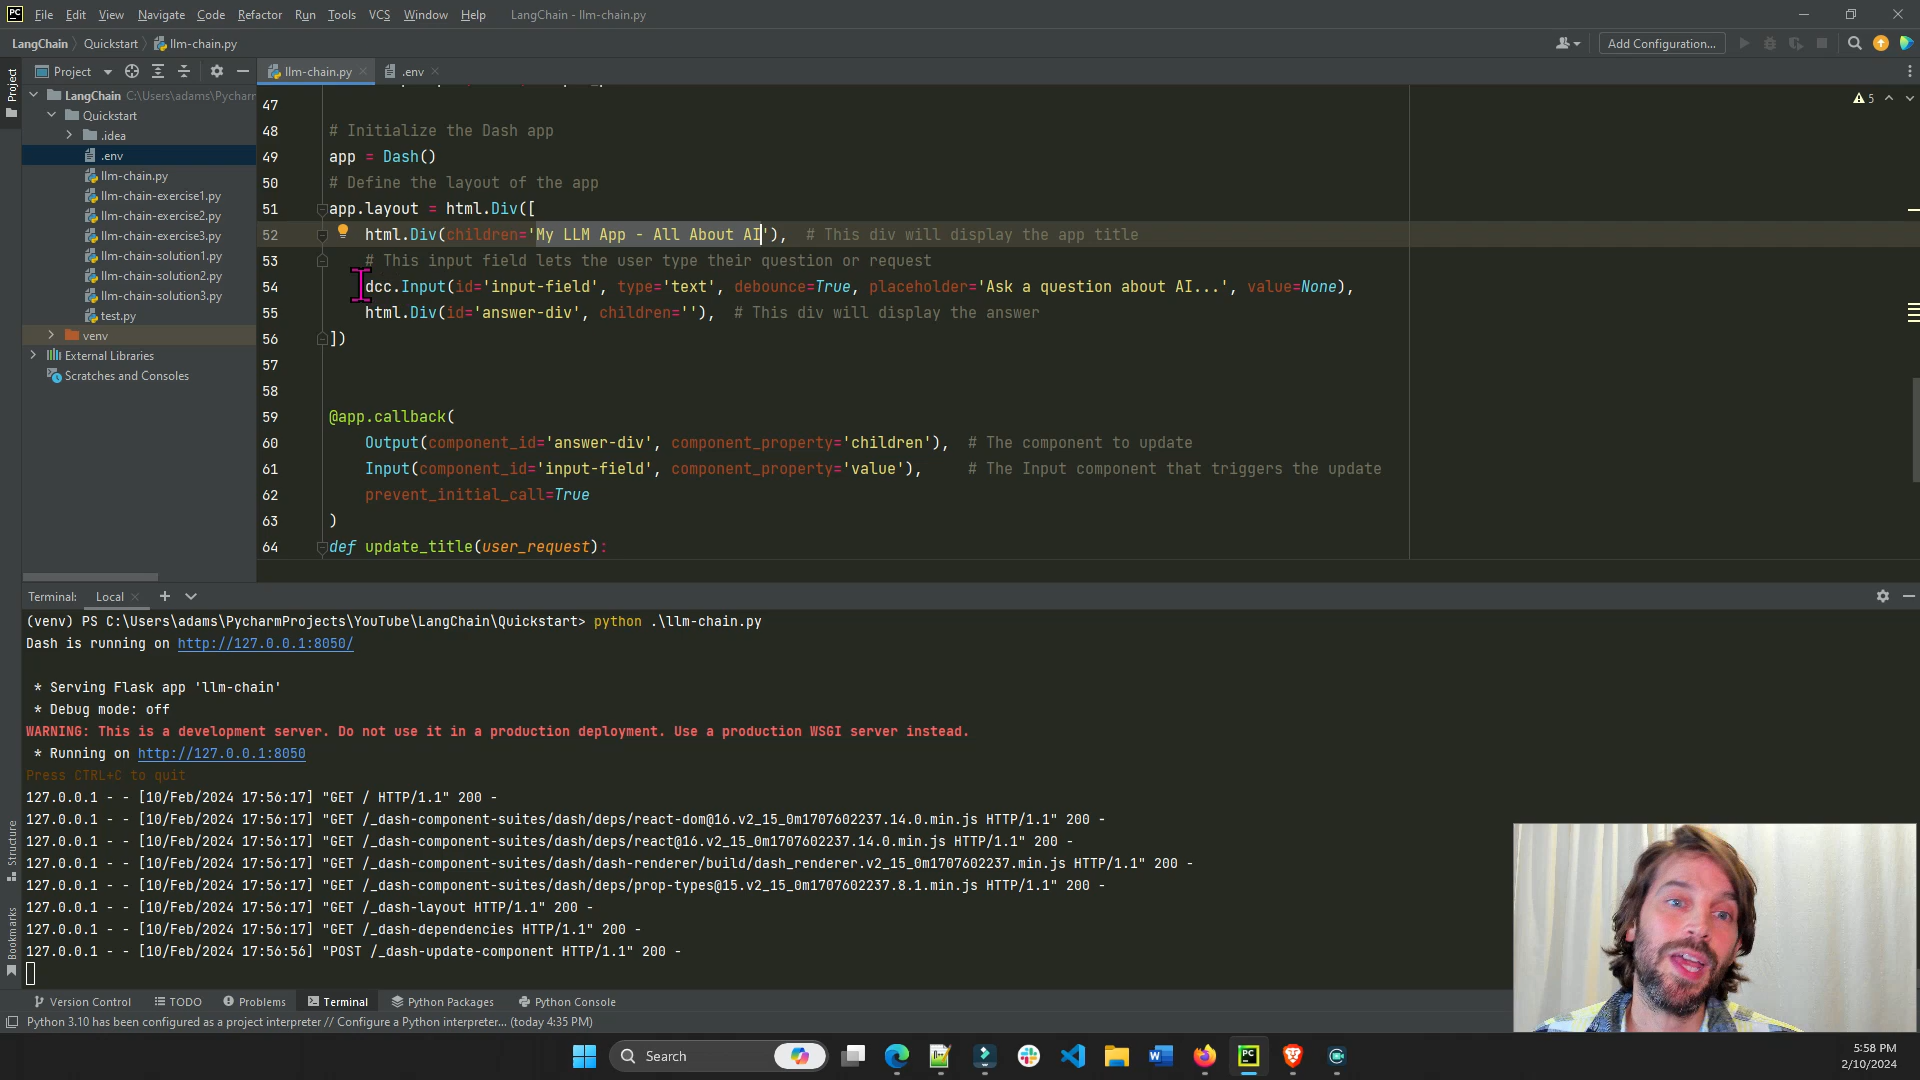 PC File Edit View Navigate Code Refactor Run Tools VCS Window Help LangChain - llm-chain.py
LangChain Quickstart llm-chain.py Add Configuration...
Project llm-chain.py .env
Project
LangChain C:\Users\adams\Pycharm
Quickstart
.idea
.env
llm-chain.py
llm-chain-exercise1.py
llm-chain-exercise2.py
llm-chain-exercise3.py
llm-chain-solution1.py
llm-chain-solution2.py
llm-chain-solution3.py
test.py
venv
External Libraries
Scratches and Consoles
5
47
48 # Initialize the Dash app
49 app = Dash()
50 # Define the layout of the app
51 app.layout = html.Div([
52 html.Div(children='My LLM App - All About AI'), # This div will display the app title
53 # This input field lets the user type their question or request
54 dcc.Input(id='input-field', type='text', debounce=True, placeholder='Ask a question about AI...', value=None),
55 html.Div(id='answer-div', children=''), # This div will display the answer
56 ])
57
58
59 @app.callback(
60 Output(component_id='answer-div', component_property='children'), # The component to update
61 Input(component_id='input-field', component_property='value'), # The Input component that triggers the update
62 prevent_initial_call=True
63 )
64 def update_title(user_request):
Terminal: Local
(venv) PS C:\Users\adams\PycharmProjects\YouTube\LangChain\Quickstart> python .\llm-chain.py
Dash is running on http://127.0.0.1:8050/
* Serving Flask app 'llm-chain'
* Debug mode: off
WARNING: This is a development server. Do not use it in a production deployment. Use a production WSGI server instead.
* Running on http://127.0.0.1:8050
Press CTRL+C to quit
127.0.0.1 - - [10/Feb/2024 17:56:17] "GET / HTTP/1.1" 200 -
127.0.0.1 - - [10/Feb/2024 17:56:17] "GET /_dash-component-suites/dash/deps/react-dom@16.v2_15_0m1707602237.14.0.min.js HTTP/1.1" 200 -
127.0.0.1 - - [10/Feb/2024 17:56:17] "GET /_dash-component-suites/dash/deps/react@16.v2_15_0m1707602237.14.0.min.js HTTP/1.1" 200 -
127.0.0.1 - - [10/Feb/2024 17:56:17] "GET /_dash-component-suites/dash/dash-renderer/build/dash_renderer.v2_15_0m1707602237.min.js HTTP/1.1" 200 -
127.0.0.1 - - [10/Feb/2024 17:56:17] "GET /_dash-component-suites/dash/deps/prop-types@15.v2_15_0m1707602237.8.1.min.js HTTP/1.1" 200 -
127.0.0.1 - - [10/Feb/2024 17:56:17] "GET /_dash-layout HTTP/1.1" 200 -
127.0.0.1 - - [10/Feb/2024 17:56:17] "GET /_dash-dependencies HTTP/1.1" 200 -
127.0.0.1 - - [10/Feb/2024 17:56:56] "POST /_dash-update-component HTTP/1.1" 200 -
Structure
Bookmarks
Version Control TODO Problems Terminal Python Packages Python Console
Python 3.10 has been configured as a project interpreter // Configure a Python interpreter... (today 4:35 PM)
Search
5:58 PM
2/10/2024